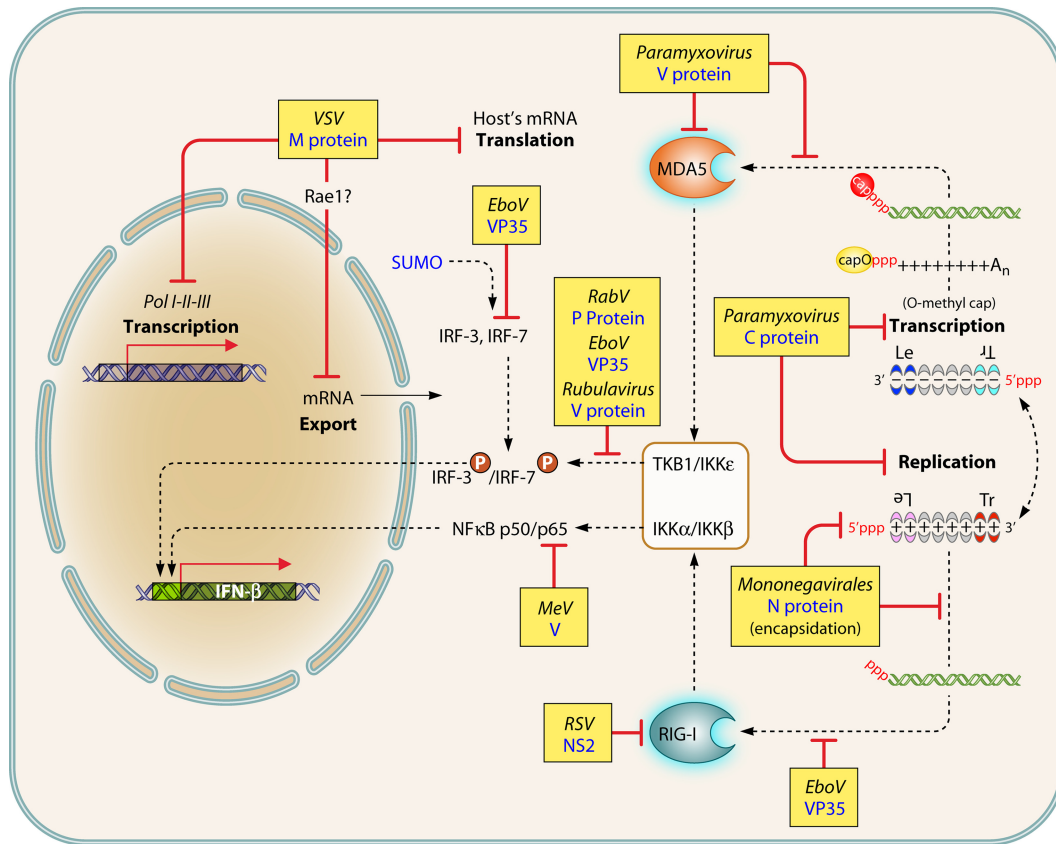 Paramyxovirus
V protein
VSV
M protein
Host's mRNA
Translation
MDA5
capppp
Rae1?
EboV
VP35
SUMO
capOppp+++++++++An
Pol I-II-III
Transcription
IRF-3, IRF-7
RabV
P Protein
EboV
VP35
Rubulavirus
V protein
Paramyxovirus
C protein
(O-methyl cap)
Transcription
Le Tr
3' − − − − − − − 5'ppp
mRNA
Export
IRF-3 P /IRF-7 P
TKB1/IKKε
Replication
NFκB p50/p65
IKKα/IKKβ
Le Tr
5'ppp +++++++++ 3'
IFN-β
MeV
V
Mononegavirales
N protein
(encapsidation)
ppp
RSV
NS2
RIG-I
EboV
VP35